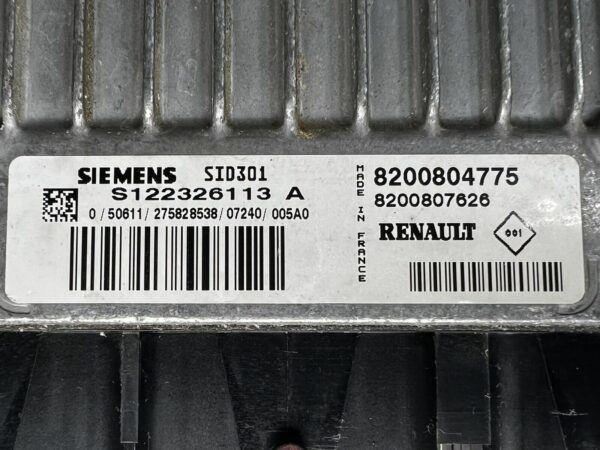 SIEMENS SID301
S122326113 A
0 / 50611 / 275828538 / 07240 / 005A0
MADE IN FRANCE
8200804775
8200807626
RENAULT 001